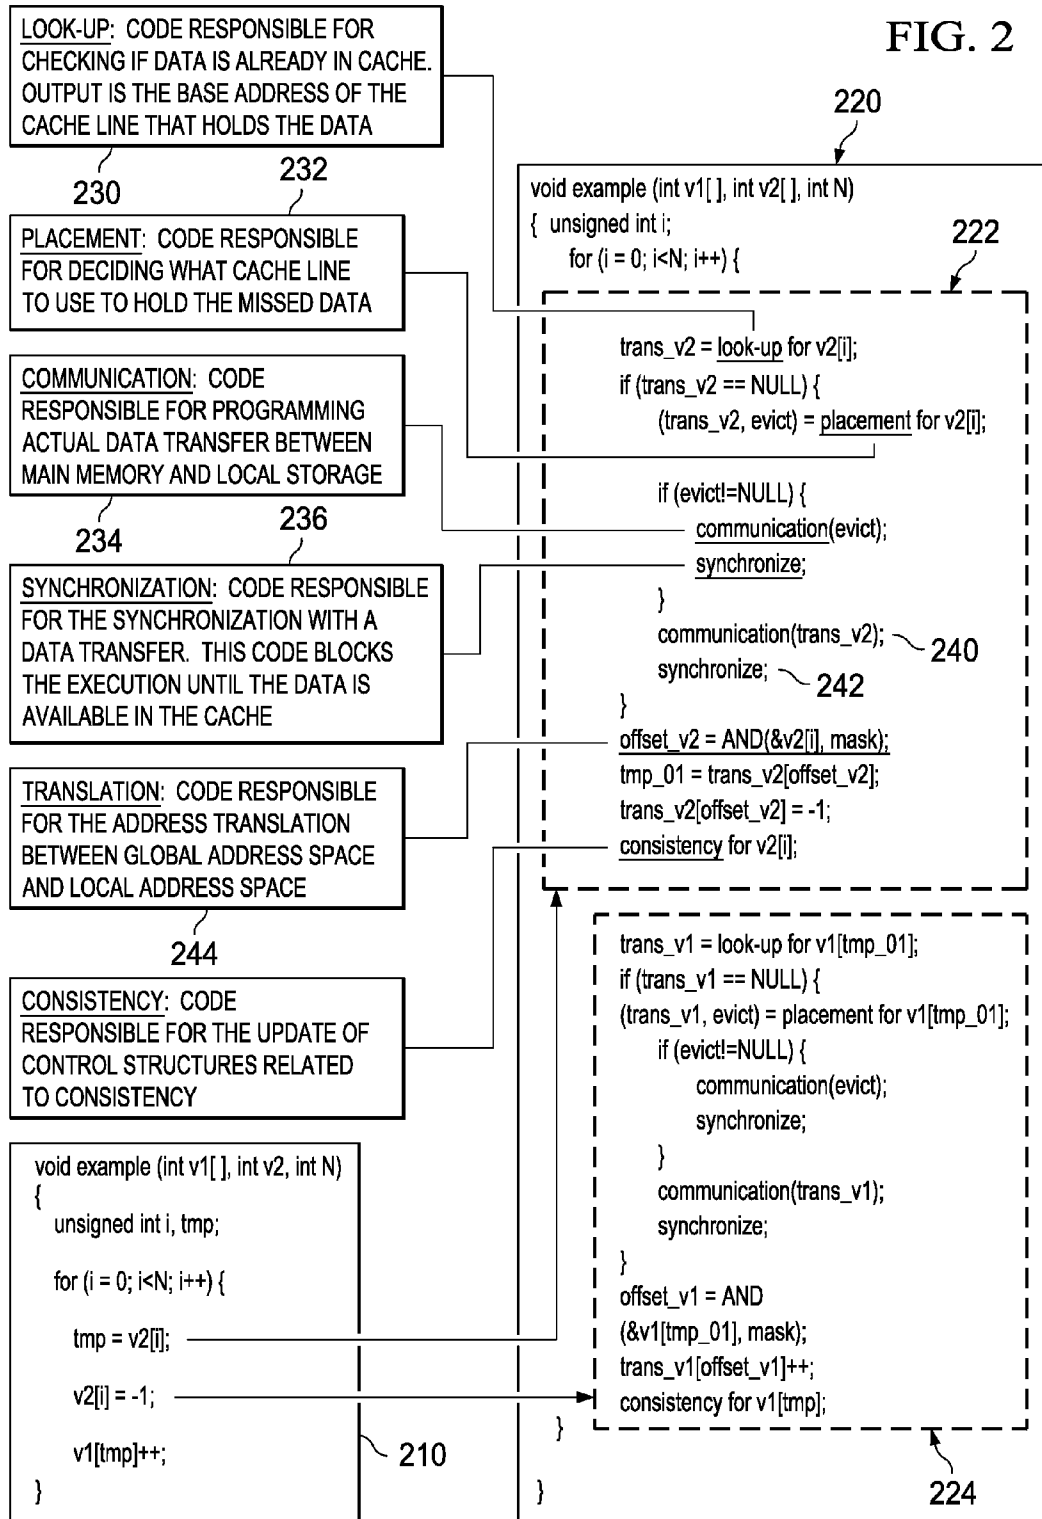 FIG. 2
LOOK-UP: CODE RESPONSIBLE FOR
CHECKING IF DATA IS ALREADY IN CACHE.
OUTPUT IS THE BASE ADDRESS OF THE
CACHE LINE THAT HOLDS THE DATA
230
232
PLACEMENT: CODE RESPONSIBLE
FOR DECIDING WHAT CACHE LINE
TO USE TO HOLD THE MISSED DATA
COMMUNICATION: CODE
RESPONSIBLE FOR PROGRAMMING
ACTUAL DATA TRANSFER BETWEEN
MAIN MEMORY AND LOCAL STORAGE
234
236
SYNCHRONIZATION: CODE RESPONSIBLE
FOR THE SYNCHRONIZATION WITH A
DATA TRANSFER. THIS CODE BLOCKS
THE EXECUTION UNTIL THE DATA IS
AVAILABLE IN THE CACHE
TRANSLATION: CODE RESPONSIBLE
FOR THE ADDRESS TRANSLATION
BETWEEN GLOBAL ADDRESS SPACE
AND LOCAL ADDRESS SPACE
244
CONSISTENCY: CODE
RESPONSIBLE FOR THE UPDATE OF
CONTROL STRUCTURES RELATED
TO CONSISTENCY
void example (int v1[ ], int v2, int N)
{
unsigned int i, tmp;
for (i = 0; i<N; i++) {
tmp = v2[i];
v2[i] = -1;
v1[tmp]++;
}
210
220
void example (int v1[ ], int v2[ ], int N)
{ unsigned int i;
for (i = 0; i<N; i++) {
222
trans_v2 = look-up for v2[i];
if (trans_v2 == NULL) {
(trans_v2, evict) = placement for v2[i];
if (evict!=NULL) {
communication(evict);
synchronize;
}
communication(trans_v2);
240
synchronize;
242
}
offset_v2 = AND(&v2[i], mask);
tmp_01 = trans_v2[offset_v2];
trans_v2[offset_v2] = -1;
consistency for v2[i];
trans_v1 = look-up for v1[tmp_01];
if (trans_v1 == NULL) {
(trans_v1, evict) = placement for v1[tmp_01];
if (evict!=NULL) {
communication(evict);
synchronize;
}
communication(trans_v1);
synchronize;
}
offset_v1 = AND
(&v1[tmp_01], mask);
trans_v1[offset_v1]++;
consistency for v1[tmp];
}
224
}